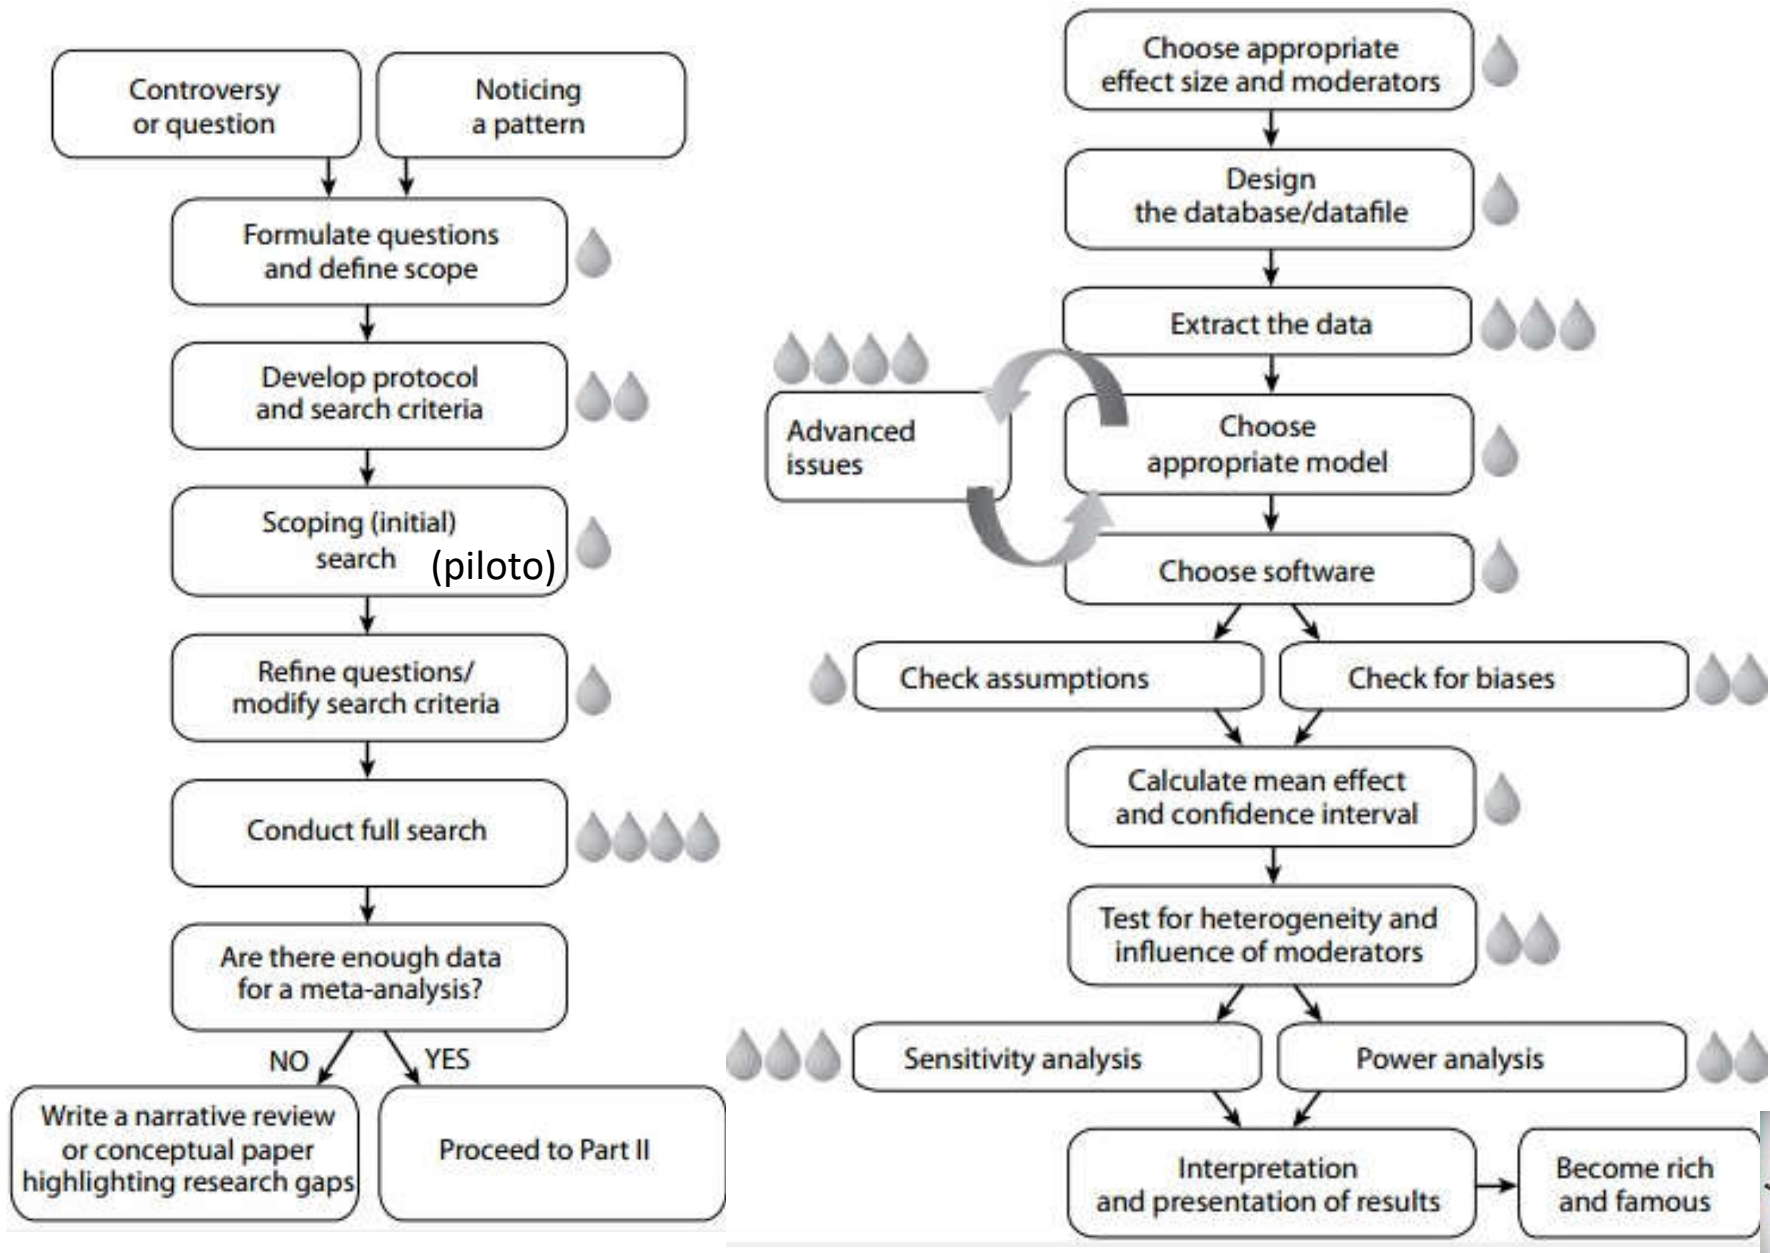 Controversy
or question
Noticing
a pattern
Formulate questions
and define scope
Develop protocol
and search criteria
Scoping (initial)
search (piloto)
Refine questions/
modify search criteria
Conduct full search
Are there enough data
for a meta-analysis?
NO
YES
Write a narrative review
or conceptual paper
highlighting research gaps
Proceed to Part II
Choose appropriate
effect size and moderators
Design
the database/datafile
Extract the data
Advanced
issues
Choose
appropriate model
Choose software
Check assumptions
Check for biases
Calculate mean effect
and confidence interval
Test for heterogeneity and
influence of moderators
Sensitivity analysis
Power analysis
Interpretation
and presentation of results
Become rich
and famous